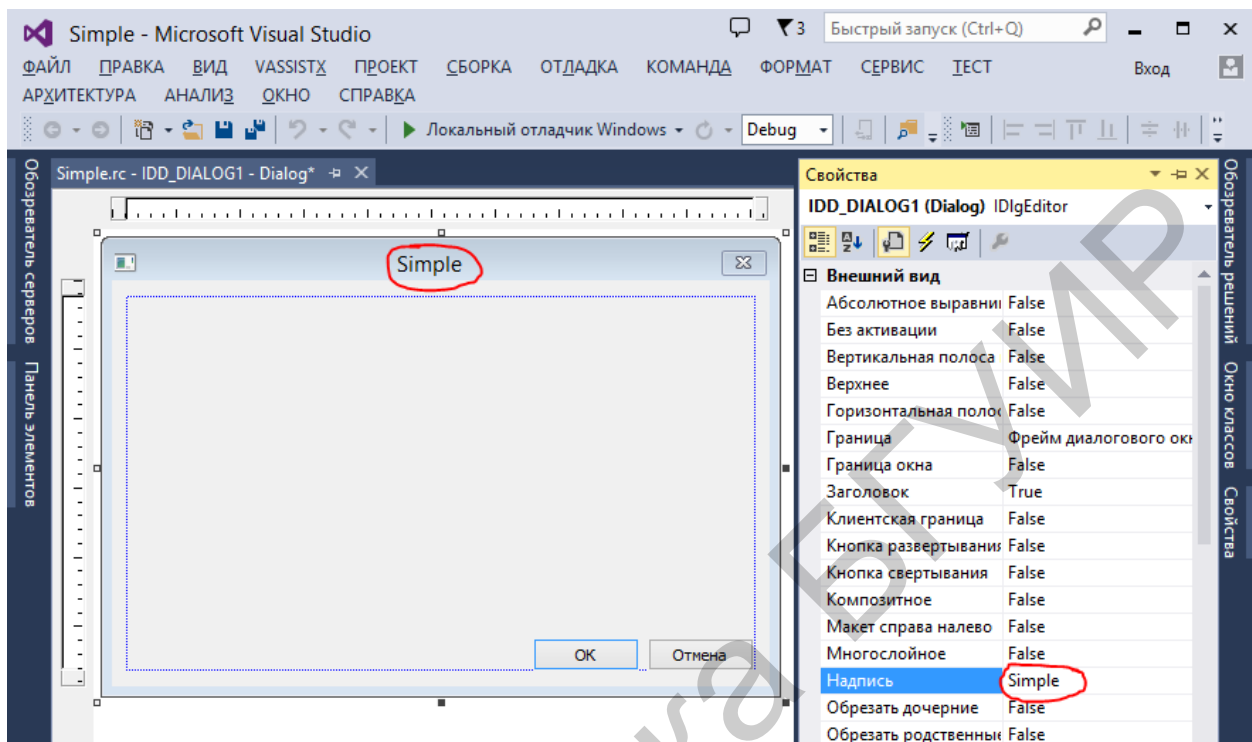 Simple - Microsoft Visual Studio
3
Быстрый запуск (Ctrl+Q)
ФАЙЛ ПРАВКА ВИД VASSISTX ПРОЕКТ СБОРКА ОТЛАДКА КОМАНДА ФОРМАТ СЕРВИС ТЕСТ Вход
АРХИТЕКТУРА АНАЛИЗ ОКНО СПРАВКА
Локальный отладчик Windows Debug
Обозреватель серверов
Панель элементов
Simple.rc - IDD_DIALOG1 - Dialog*
Simple
ОК Отмена
Свойства
IDD_DIALOG1 (Dialog) IDlgEditor
Внешний вид
Абсолютное выравни False
Без активации False
Вертикальная полоса False
Верхнее False
Горизонтальная поло False
Граница Фрейм диалогового ок
Граница окна False
Заголовок True
Клиентская граница False
Кнопка развертывания False
Кнопка свертывания False
Композитное False
Макет справа налево False
Многослойное False
Надпись Simple
Обрезать дочерние False
Обрезать родственные False
Обозреватель решений
Окно классов
Свойства
ка БГУИР